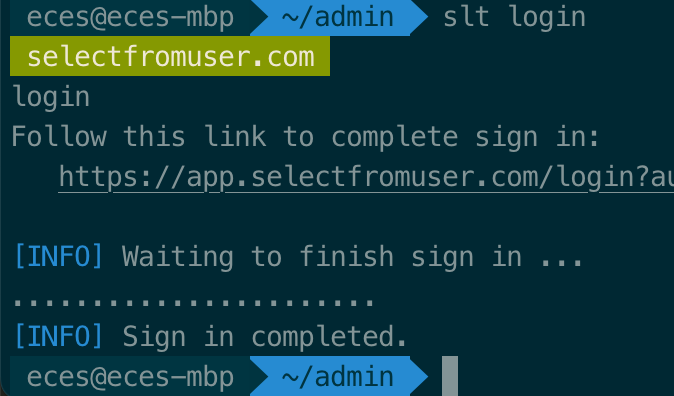 eces@eces-mbp ~/admin slt login
selectfromuser.com
login
Follow this link to complete sign in:
https://app.selectfromuser.com/login?au
[INFO] Waiting to finish sign in ...
.......................
[INFO] Sign in completed.
eces@eces-mbp ~/admin